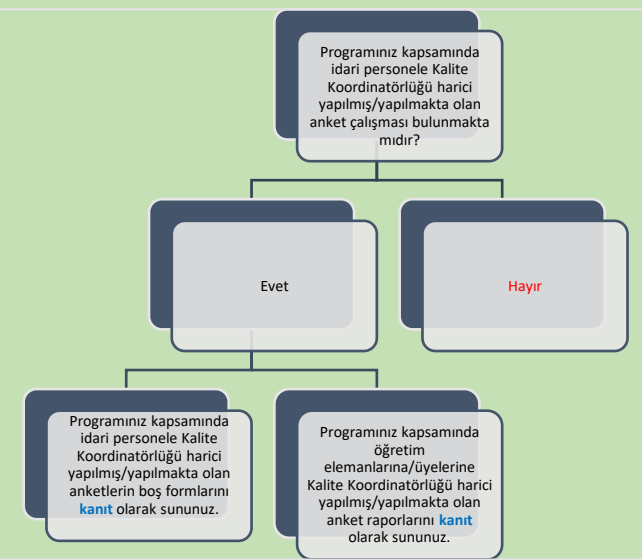 Programınız kapsamında
idari personele Kalite
Koordinatörlüğü harici
yapılmış/yapılmakta olan
anket çalışması bulunmakta
mıdır?
Evet
Hayır
Programınız kapsamında
idari personele Kalite
Koordinatörlüğü harici
yapılmış/yapılmakta olan
anketlerin boş formlarını
kanıt olarak sununuz.
Programınız kapsamında
öğretim
elemanlarına/üyelerine
Kalite Koordinatörlüğü harici
yapılmış/yapılmakta olan
anket raporlarını kanıt
olarak sununuz.